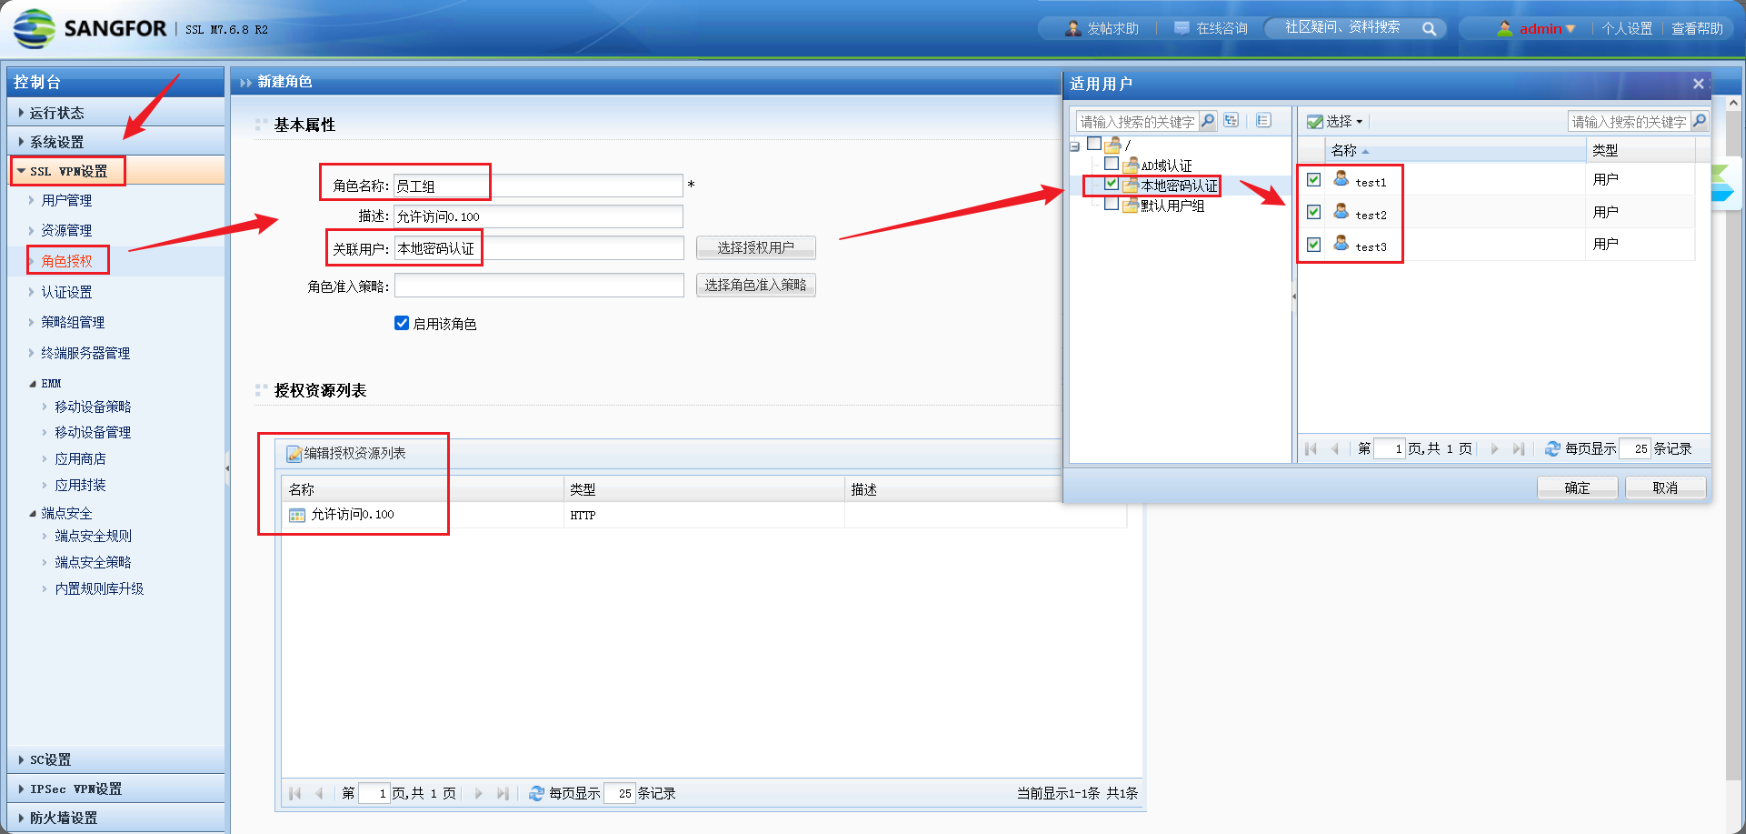 SANGFOR | SSL M7.6.8 R2
发帖求助
在线咨询
社区疑问、资料搜索
admin
个人设置
查看帮助
控制台
运行状态
系统设置
SSL VPN设置
用户管理
资源管理
角色授权
认证设置
策略组管理
终端服务器管理
EMM
移动设备策略
移动设备管理
应用商店
应用封装
端点安全
端点安全规则
端点安全策略
内置规则库升级
SC设置
IPSec VPN设置
防火墙设置
新建角色
基本属性
角色名称: 员工组 *
描述: 允许访问0.100
关联用户: 本地密码认证 选择授权用户
角色准入策略: 选择角色准入策略
启用该角色
授权资源列表
编辑授权资源列表
名称 类型 描述
允许访问0.100 HTTP
第 1 页,共 1 页 每页显示 25 条记录 当前显示1-1条 共1条
适用用户
请输入搜索的关键字
/
AD域认证
本地密码认证
默认用户组
选择 请输入搜索的关键字
名称 类型
test1 用户
test2 用户
test3 用户
第 1 页,共 1 页 每页显示 25 条记录
确定 取消